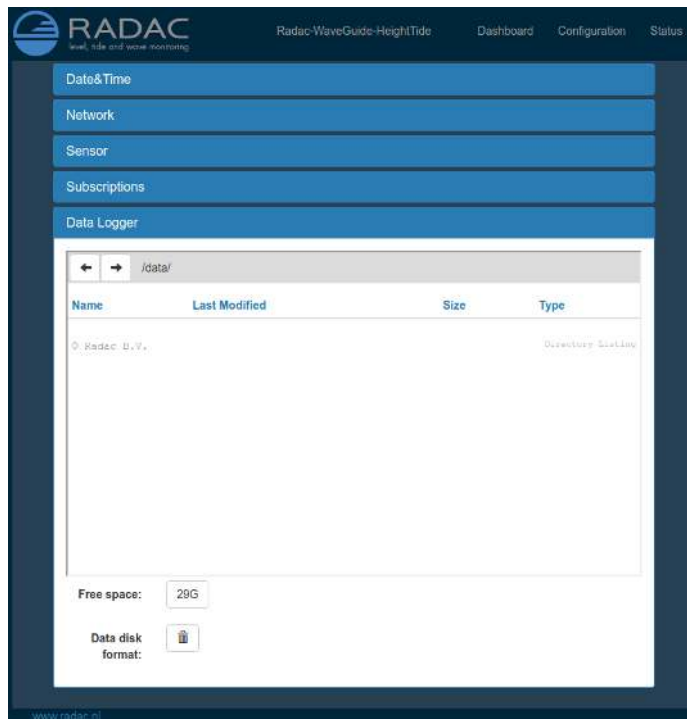 RADAC
level, tide and wave monitoring
Radac-WaveGuide-HeightTide Dashboard Configuration Status
Date&Time
Network
Sensor
Subscriptions
Data Logger
/data/
Name Last Modified Size Type
© Radac B.V. Directory Listing
Free space: 29G
Data disk
format:
www.radac.nl